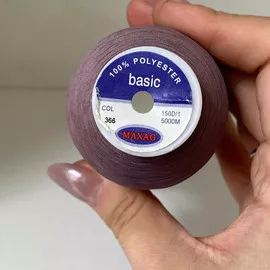 100% POLYESTER
basic
COL
366
150D/1
5000M
MAXAG